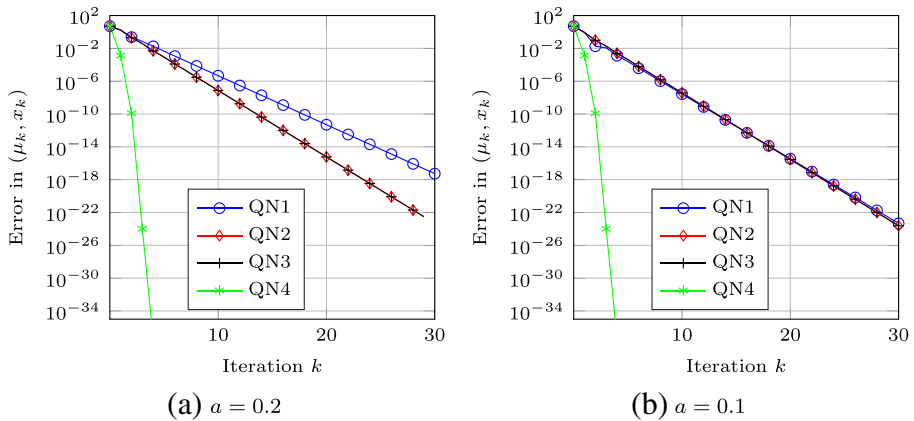 10^2
10^−2
10^−6
10^−10
10^−14
10^−18
10^−22
10^−26
10^−30
10^−34
Error in (μ_k, x_k)
QN1
QN2
QN3
QN4
10
20
30
Iteration k
(a) a = 0.2
10^2
10^−2
10^−6
10^−10
10^−14
10^−18
10^−22
10^−26
10^−30
10^−34
Error in (μ_k, x_k)
QN1
QN2
QN3
QN4
10
20
30
Iteration k
(b) a = 0.1